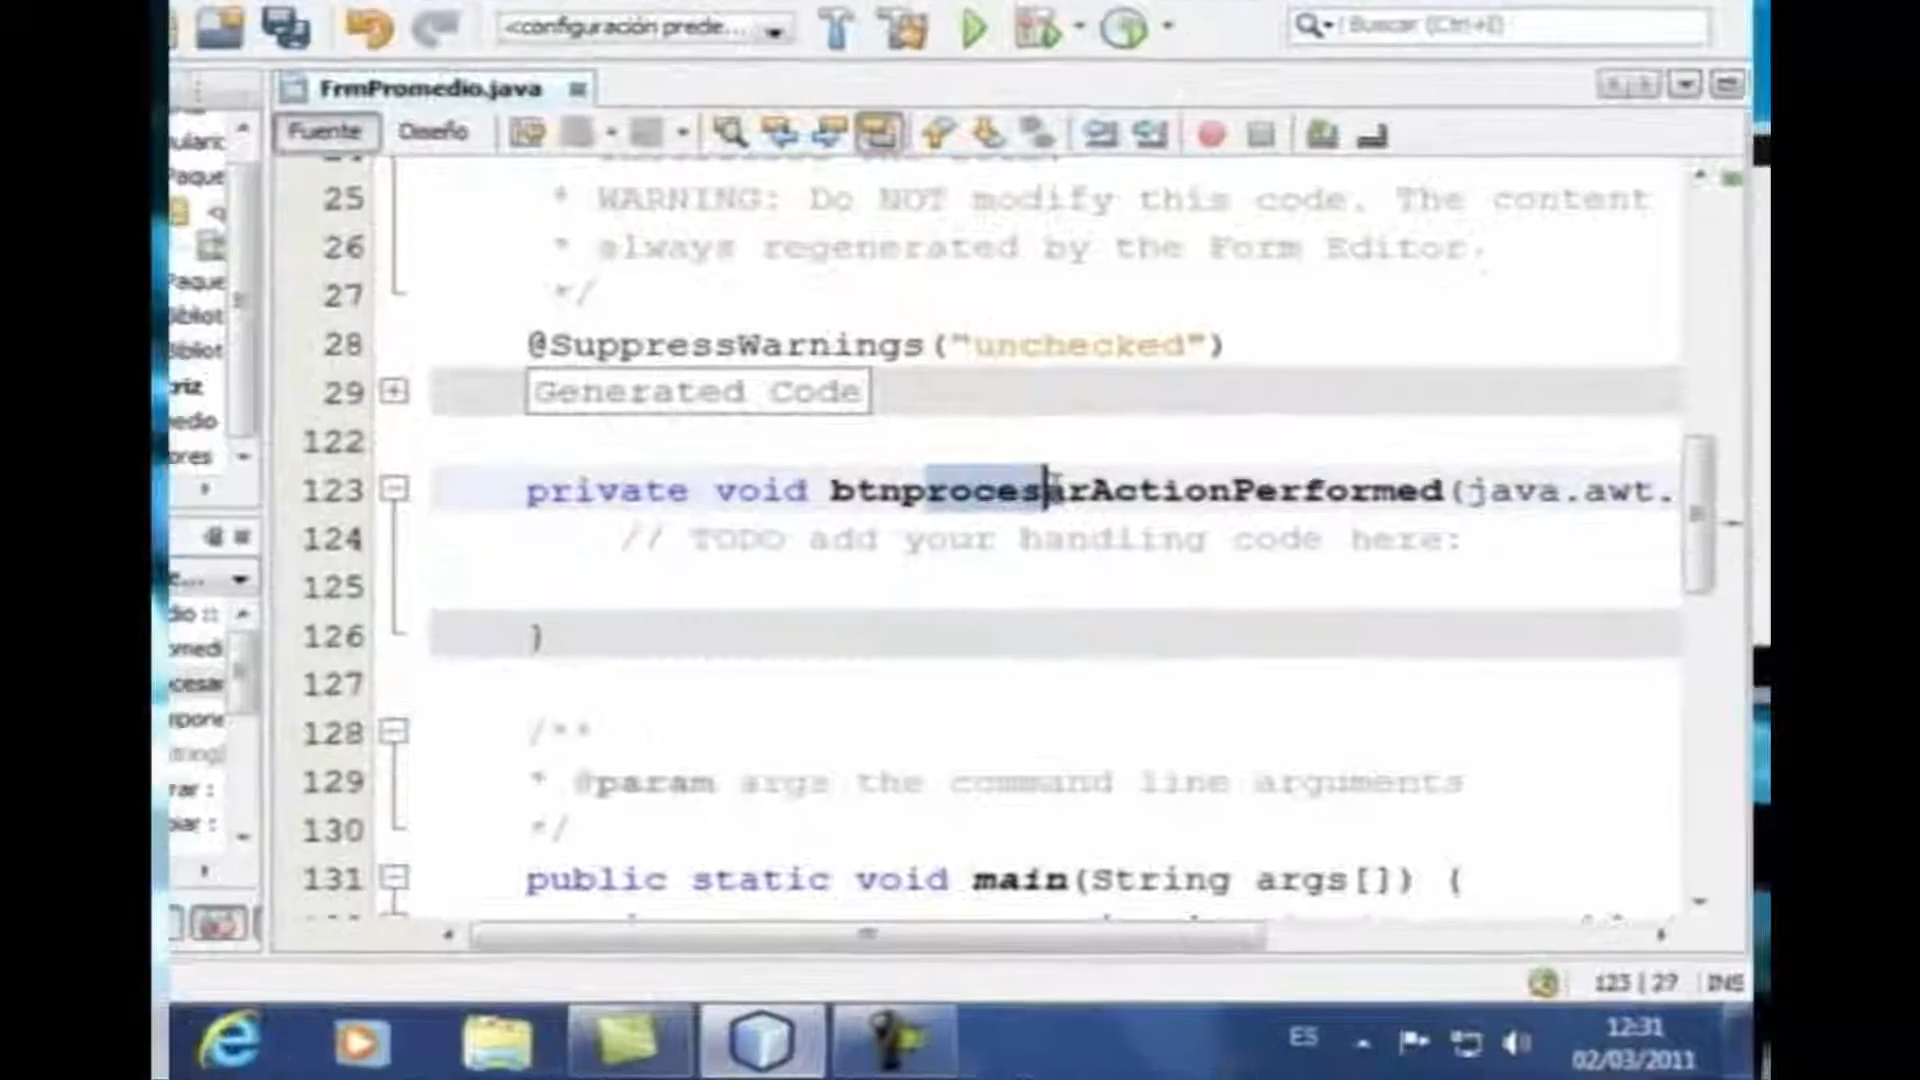 <configuración prede...
Buscar (Ctrl+I)
FrmPromedio.java
Fuente Diseño
25 * WARNING: Do NOT modify this code. The content
26 * always regenerated by the Form Editor.
27 */
28 @SuppressWarnings("unchecked")
29 Generated Code
122
123 private void btnprocesarActionPerformed(java.awt.
124 // TODO add your handling code here:
125
126 }
127
128 /**
129 * @param args the command line arguments
130 */
131 public static void main(String args[]) {
123 | 29 INS
ES
12:31
02/03/2011